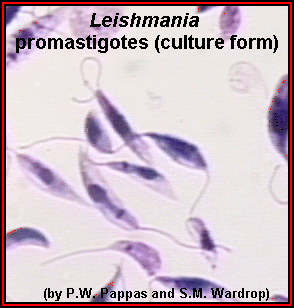 Leishmania
promastigotes (culture form)
(by P.W. Pappas and S.M. Wardrop)